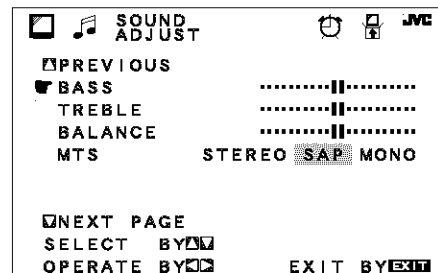 SOUND
ADJUST
JVC
PREVIOUS
BASS
TREBLE
BALANCE
MTS STEREO SAP MONO
NEXT PAGE
SELECT BY
OPERATE BY EXIT BY EXIT